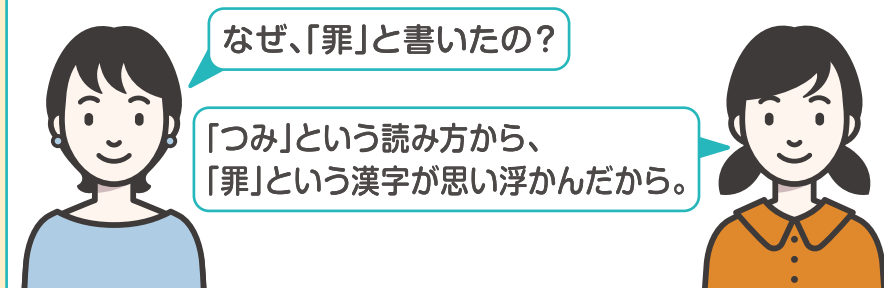 なぜ、「罪」と書いたの？
「つみ」という読み方から、
「罪」という漢字が思い浮かんだから。